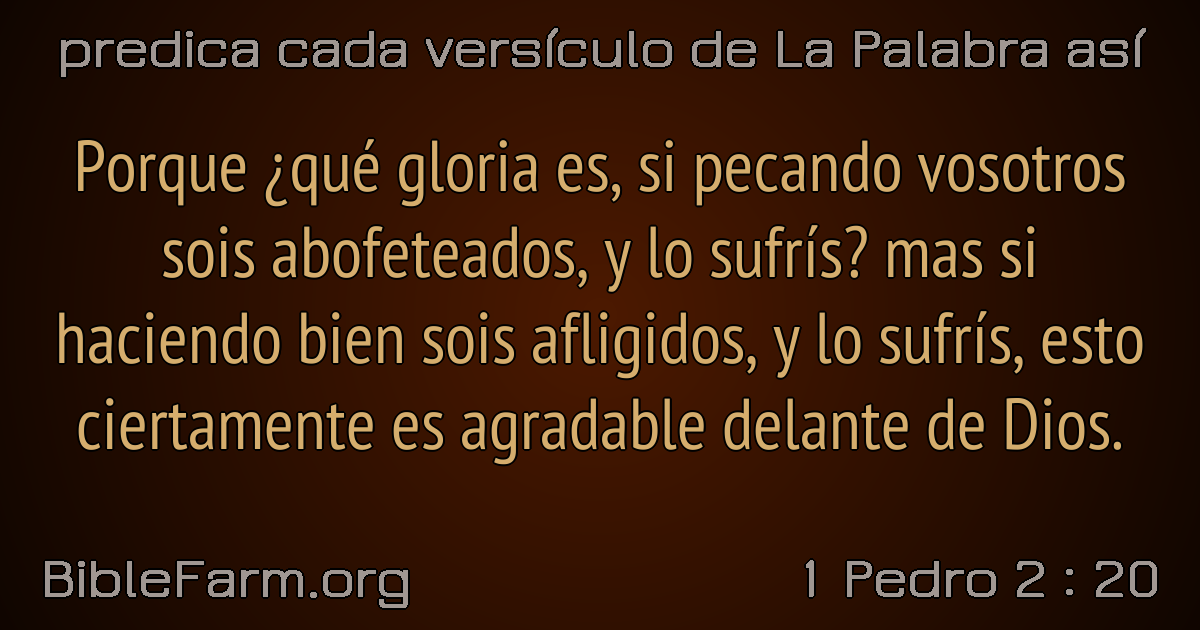 predica cada versículo de La Palabra así
Porque ¿qué gloria es, si pecando vosotros
sois abofeteados, y lo sufrís? mas si
haciendo bien sois afligidos, y lo sufrís, esto
ciertamente es agradable delante de Dios.
BibleFarm.org
1 Pedro 2 : 20